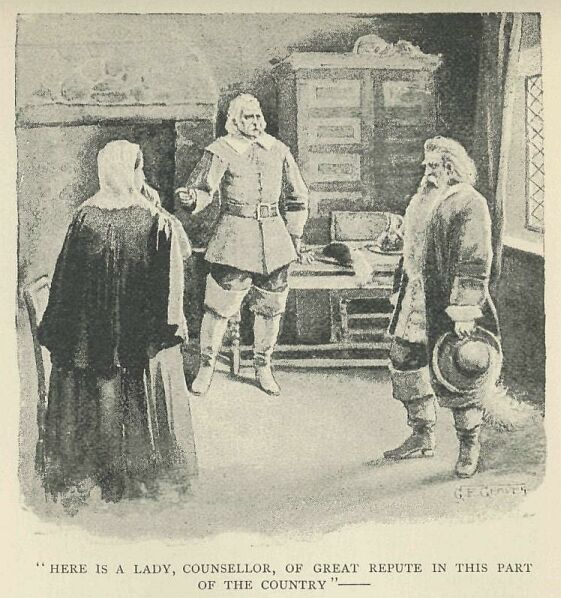 "HERE IS A LADY, COUNSELLOR, OF GREAT REPUTE IN THIS PART
OF THE COUNTRY"——